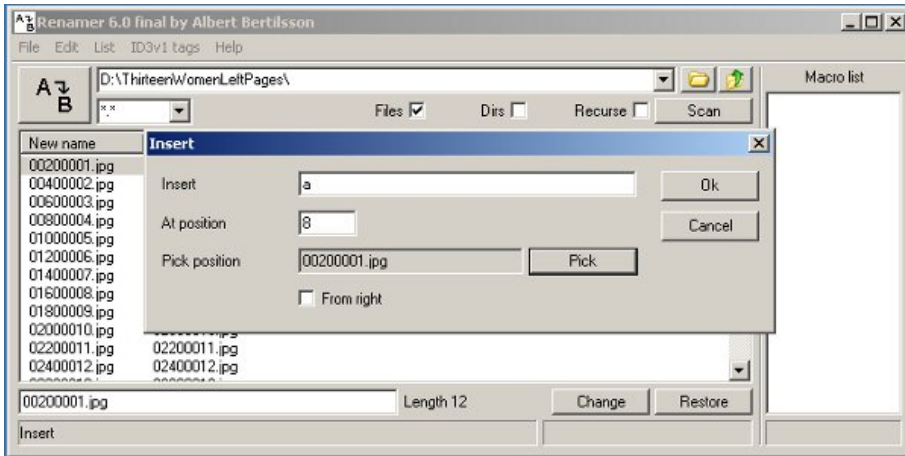 Renamer 6.0 final by Albert Bertilsson
File Edit List ID3v1 tags Help
A B
D:\ThirteenWomenLeftPages\
Macro list
*.*
Files Dirs Recurse Scan
New name
Insert
00200001.jpg
00400002.jpg
00600003.jpg
00800004.jpg
01000005.jpg
01200006.jpg
01400007.jpg
01600008.jpg
01800009.jpg
02000010.jpg
Insert a Ok
At position 8 Cancel
Pick position 00200001.jpg Pick
From right
02200011.jpg 02200011.jpg
02400012.jpg 02400012.jpg
00200001.jpg Length 12 Change Restore
Insert